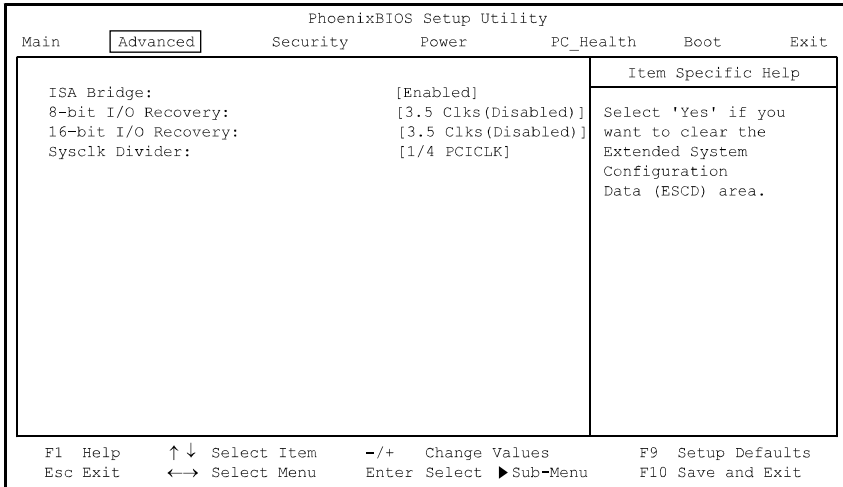 PhoenixBIOS Setup Utility
Main Advanced Security Power PC_Health Boot Exit
Item Specific Help
ISA Bridge: [Enabled]
8-bit I/O Recovery: [3.5 Clks(Disabled)]
16-bit I/O Recovery: [3.5 Clks(Disabled)]
Sysclk Divider: [1/4 PCICLK]
Select 'Yes' if you
want to clear the
Extended System
Configuration
Data (ESCD) area.
F1 Help ↑↓ Select Item -/+ Change Values F9 Setup Defaults
Esc Exit ←→ Select Menu Enter Select ▶Sub-Menu F10 Save and Exit